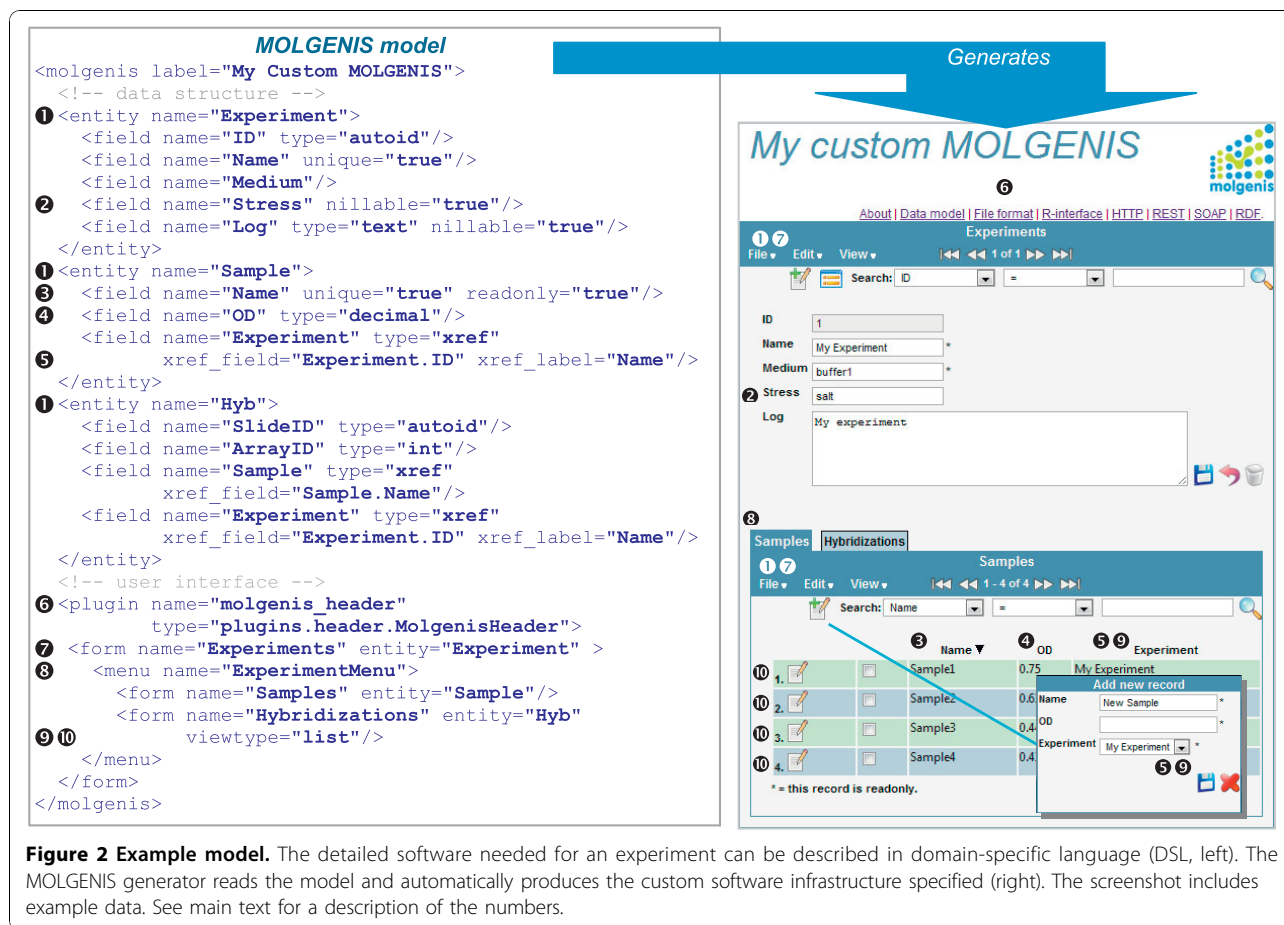 MOLGENIS model
<molgenis label="My Custom MOLGENIS">
<!-- data structure -->
❶ <entity name="Experiment">
<field name="ID" type="autoid"/>
<field name="Name" unique="true"/>
<field name="Medium"/>
❷ <field name="Stress" nillable="true"/>
<field name="Log" type="text" nillable="true"/>
</entity>
❶ <entity name="Sample">
❸ <field name="Name" unique="true" readonly="true"/>
❹ <field name="OD" type="decimal"/>
<field name="Experiment" type="xref"
❺ xref_field="Experiment.ID" xref_label="Name"/>
</entity>
❶ <entity name="Hyb">
<field name="SlideID" type="autoid"/>
<field name="ArrayID" type="int"/>
<field name="Sample" type="xref"
xref_field="Sample.Name"/>
<field name="Experiment" type="xref"
xref_field="Experiment.ID" xref_label="Name"/>
</entity>
<!-- user interface -->
❻ <plugin name="molgenis_header"
type="plugins.header.MolgenisHeader">
❼ <form name="Experiments" entity="Experiment" >
❽ <menu name="ExperimentMenu">
<form name="Samples" entity="Sample"/>
<form name="Hybridizations" entity="Hyb"
❾❿ viewtype="list"/>
</menu>
</form>
</molgenis>
Generates
My custom MOLGENIS
molgenis
❻
About | Data model | File format | R-interface | HTTP | REST | SOAP | RDF.
Experiments
❶❼
File Edit View 1 of 1
Search: ID =
ID 1
Name My Experiment *
Medium buffer1 *
❷ Stress salt
Log My experiment
❽
Samples Hybridizations
Samples
❶❼
File Edit View 1 - 4 of 4
Search: Name =
❸ Name ▼ ❹ OD ❺❾ Experiment
❿ 1. Sample1 0.75 My Experiment
❿ 2. Sample2 0.6
❿ 3. Sample3 0.4
❿ 4. Sample4 0.4
Add new record
Name New Sample *
OD *
Experiment My Experiment *
❺❾
* = this record is readonly.
Figure 2 Example model. The detailed software needed for an experiment can be described in domain-specific language (DSL, left). The
MOLGENIS generator reads the model and automatically produces the custom software infrastructure specified (right). The screenshot includes
example data. See main text for a description of the numbers.